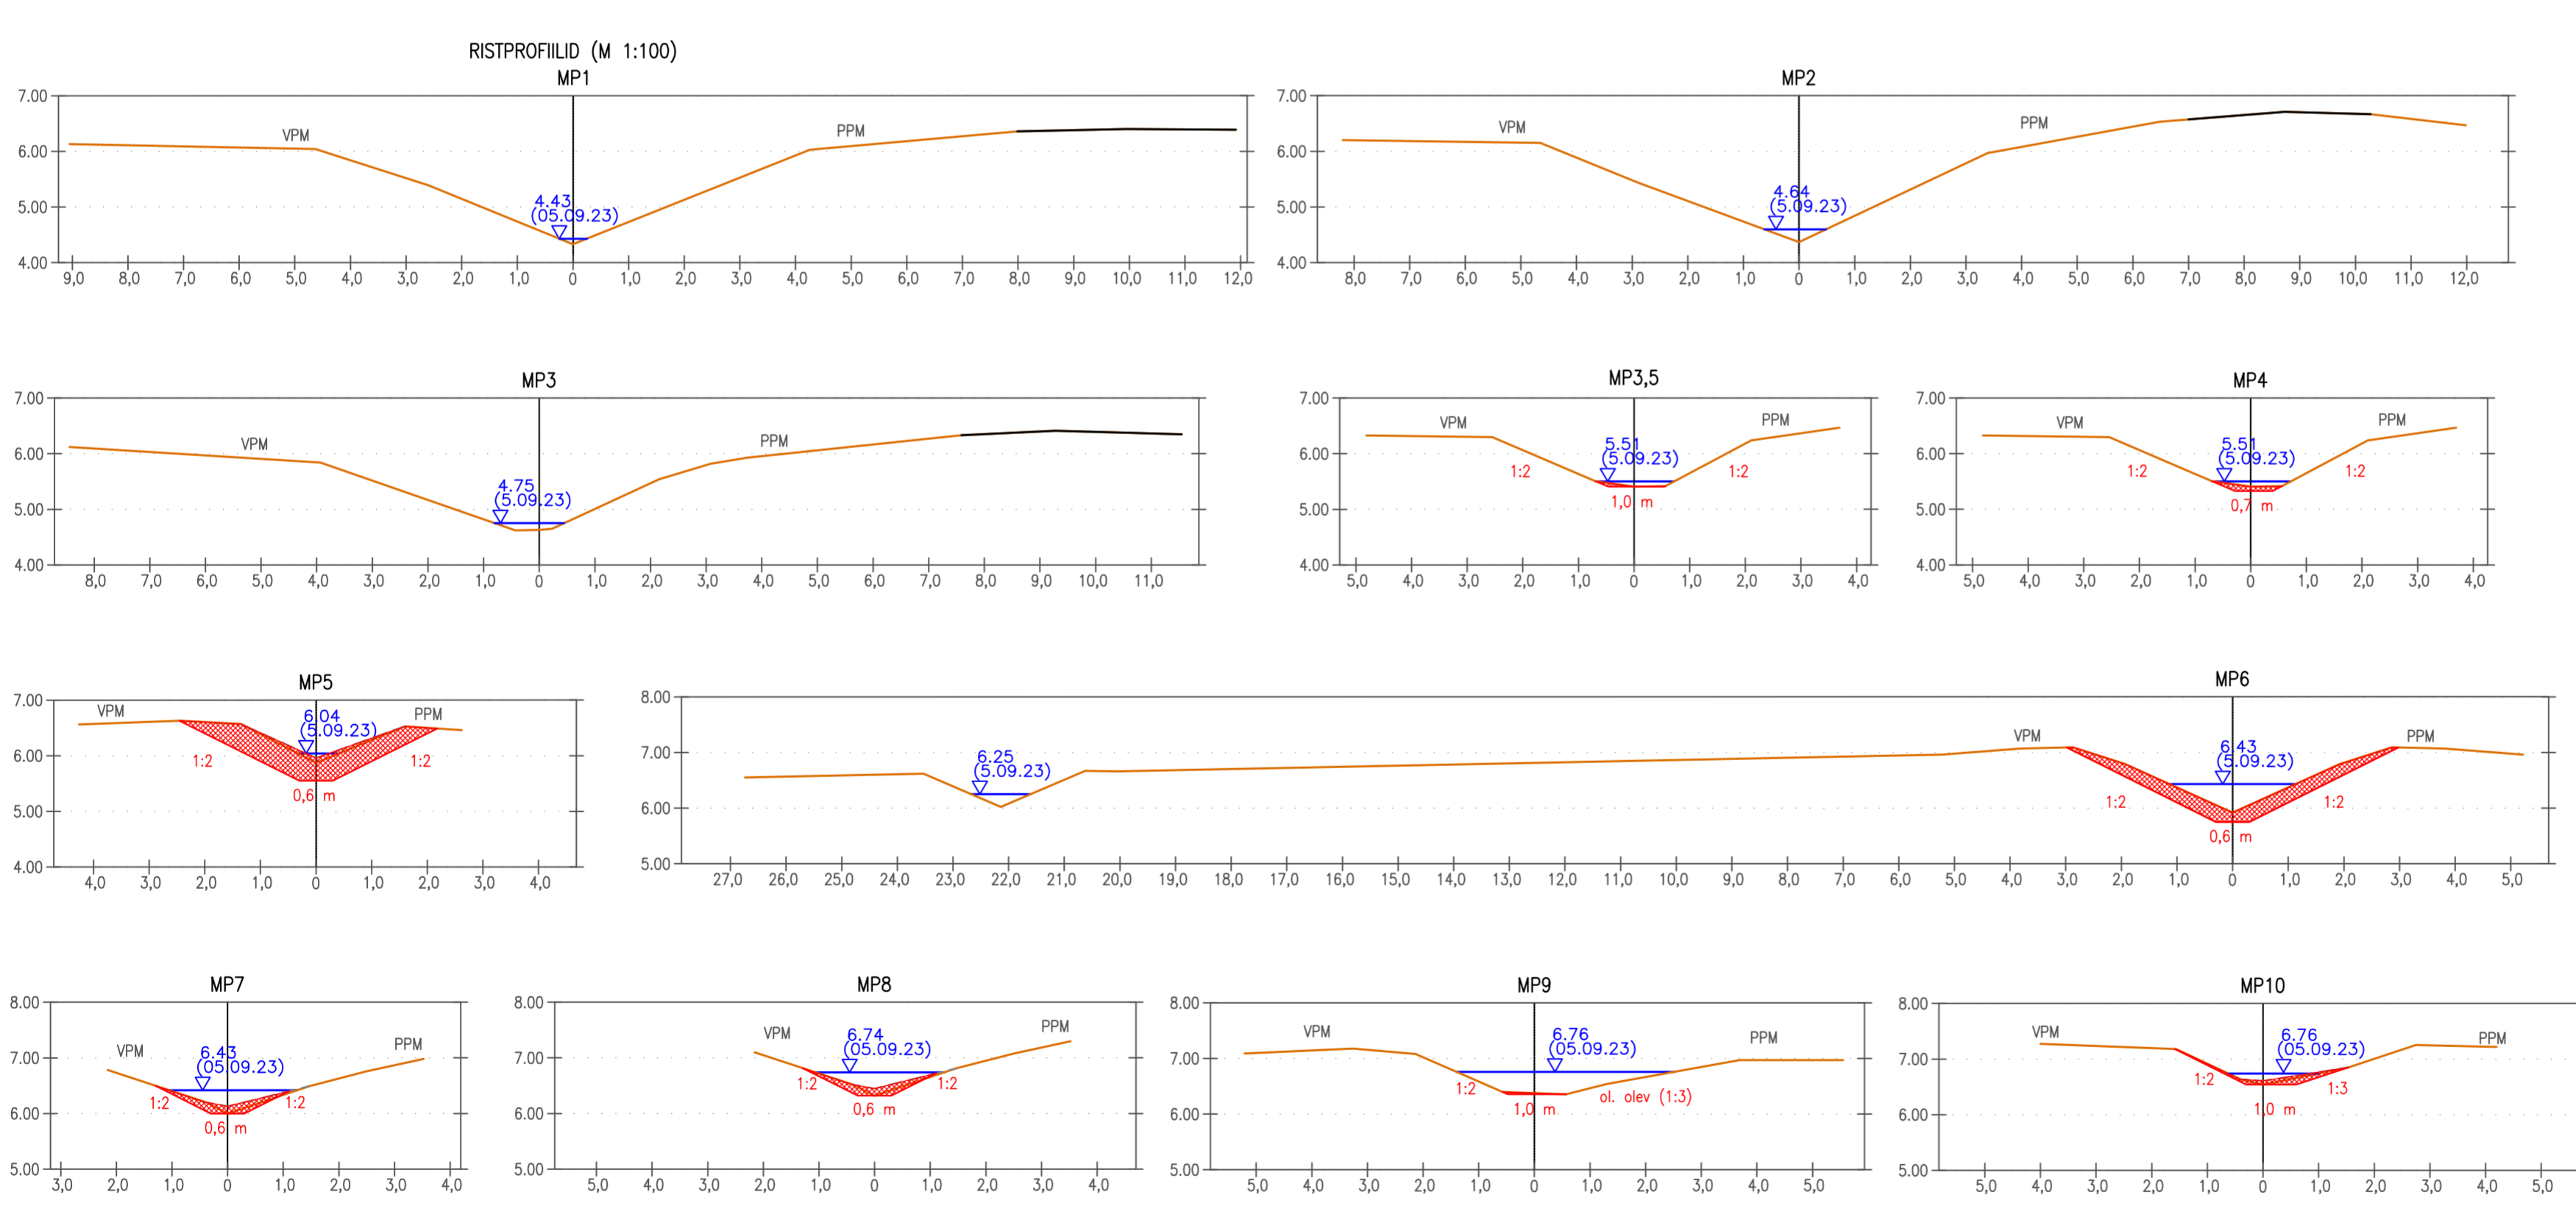 RISTPROFIILID (M 1:100)
MP1
7.00
6.00
5.00
4.00
VPM
PPM
4.43
(05.09.23)
9,0 8,0 7,0 6,0 5,0 4,0 3,0 2,0 1,0 0 1,0 2,0 3,0 4,0 5,0 6,0 7,0 8,0 9,0 10,0 11,0 12,0
MP2
7.00
6.00
5.00
4.00
VPM
PPM
4.64
(5.09.23)
8,0 7,0 6,0 5,0 4,0 3,0 2,0 1,0 0 1,0 2,0 3,0 4,0 5,0 6,0 7,0 8,0 9,0 10,0 12,0
MP3
7.00
6.00
5.00
4.00
VPM
PPM
4.75
(5.09.23)
8,0 7,0 6,0 5,0 4,0 3,0 2,0 1,0 0 1,0 2,0 3,0 4,0 5,0 6,0 7,0 8,0 9,0 10,0 11,0
MP3,5
7.00
6.00
5.00
4.00
VPM
PPM
5.51
(5.09.23)
1:2
1:2
1,0 m
5,0 4,0 3,0 2,0 1,0 0 1,0 2,0 3,0 4,0
MP4
7.00
6.00
5.00
4.00
VPM
PPM
5.51
(5.09.23)
1:2
1:2
0,7 m
5,0 4,0 3,0 2,0 1,0 0 1,0 2,0 3,0 4,0
MP5
7.00
6.00
5.00
4.00
VPM
PPM
6.04
(5.09.23)
1:2
1:2
0,6 m
4,0 3,0 2,0 1,0 0 1,0 2,0 3,0 4,0
MP6
8.00
7.00
6.00
5.00
6.25
(5.09.23)
VPM
PPM
6.43
(5.09.23)
1:2
1:2
0,6 m
27,0 26,0 25,0 24,0 23,0 22,0 21,0 20,0 19,0 18,0 17,0 16,0 15,0 14,0 13,0 12,0 11,0 10,0 9,0 8,0 7,0 6,0 5,0 4,0 3,0 2,0 1,0 0 1,0 2,0 3,0 4,0 5,0
MP7
8.00
7.00
6.00
5.00
VPM
PPM
6.43
(05.09.23)
1:2
1:2
0,6 m
3,0 2,0 1,0 0 1,0 2,0 3,0 4,0
MP8
8.00
7.00
6.00
5.00
VPM
PPM
6.74
(05.09.23)
1:2
1:2
0,6 m
5,0 4,0 3,0 2,0 1,0 0 1,0 2,0 3,0 4,0
MP9
8.00
7.00
6.00
5.00
VPM
PPM
6.76
(05.09.23)
1:2
1,0 m
ol. olev (1:3)
5,0 4,0 3,0 2,0 1,0 0 1,0 2,0 3,0 4,0 5,0
MP10
8.00
7.00
6.00
5.00
VPM
PPM
6.76
(05.09.23)
1:2
1:3
1,0 m
5,0 4,0 3,0 2,0 1,0 0 1,0 2,0 3,0 4,0 5,0